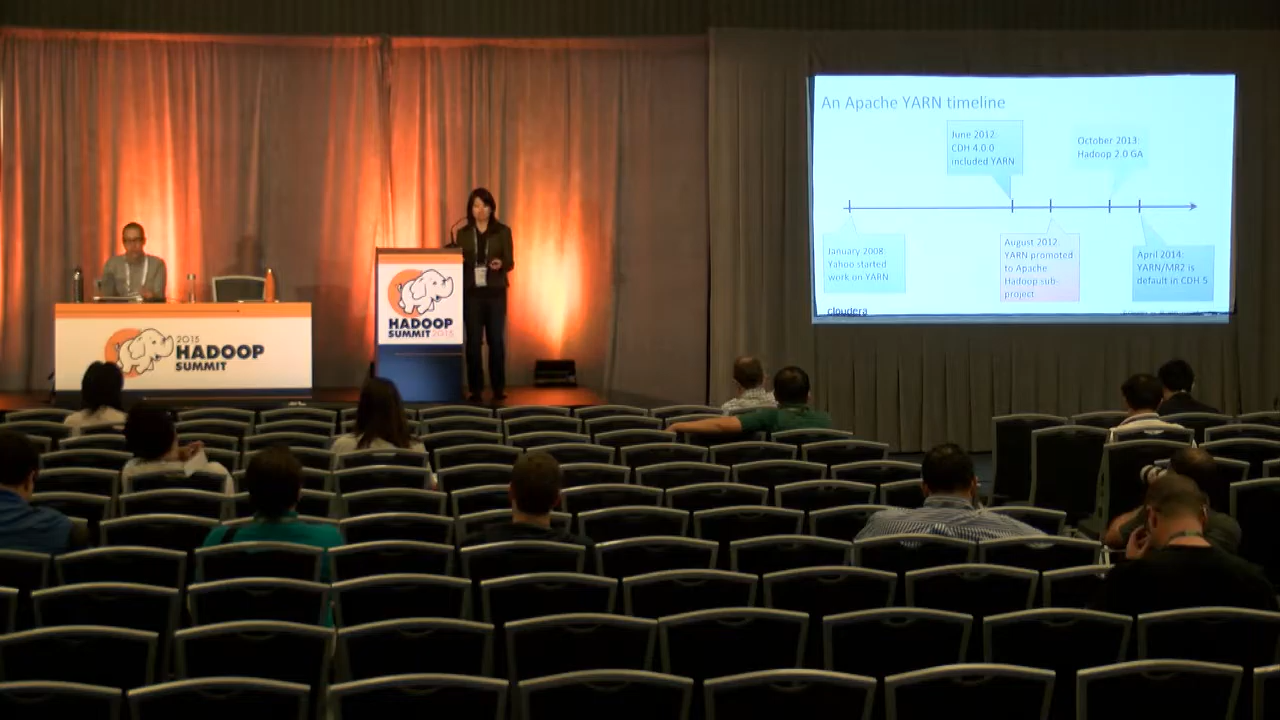 An Apache YARN timeline
June 2012:
CDH 4.0.0
included YARN
October 2013:
Hadoop 2.0 GA
January 2008:
Yahoo started
work on YARN
August 2012:
YARN promoted
to Apache
Hadoop sub-
project
April 2014:
YARN/MR2 is
default in CDH 5
cloudera
HADOOP
SUMMIT 2015
2015
HADOOP
SUMMIT